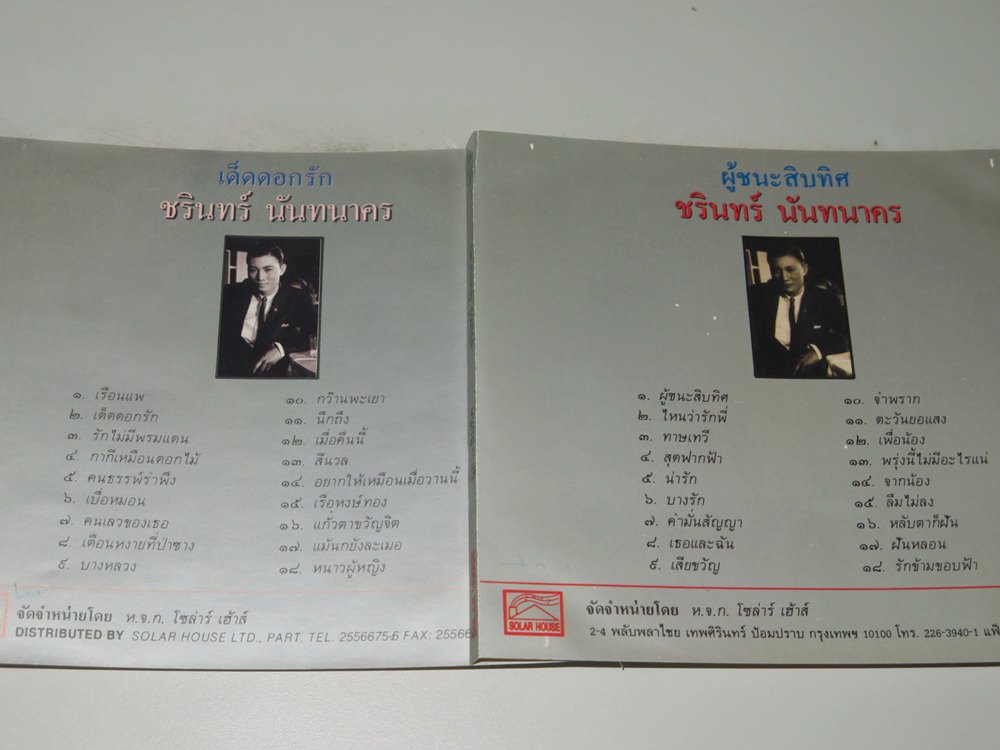 เด็ดดอกรัก
ชรินทร์ นันทนาคร
๑. เรือนแพ
๒. เด็ดดอกรัก
๓. รักไม่มีพรมแดน
๔. กากีเหมือนดอกไม้
๕. คนธรรพ์รำพึง
๖. เบื่อหมอน
๗. คนเลวของเธอ
๘. เดือนหงายที่ป่าซาง
๙. บางหลวง
๑๐. กว๊านพะเยา
๑๑. นึกถึง
๑๒. เมื่อคืนนี้
๑๓. สีนวล
๑๔. อยากให้เหมือนเมื่อวานนี้
๑๕. เรือหงษ์ทอง
๑๖. แก้วตาขวัญจิต
๑๗. แม้นกยังละเมอ
๑๘. หนาวผู้หญิง
จัดจำหน่ายโดย ห.จ.ก. โซล่าร์ เฮ้าส์
DISTRIBUTED BY SOLAR HOUSE LTD., PART. TEL. 2556675-6 FAX: 25566
ผู้ชนะสิบทิศ
ชรินทร์ นันทนาคร
๑. ผู้ชนะสิบทิศ
๒. ไหนว่ารักพี่
๓. ทาษเทวี
๔. สุดฟากฟ้า
๕. น่ารัก
๖. บางรัก
๗. คำมั่นสัญญา
๘. เธอและฉัน
๙. เสียขวัญ
๑๐. จำพราก
๑๑. ตะวันยอแสง
๑๒. เพื่อน้อง
๑๓. พรุ่งนี้ไม่มีอะไรแน่
๑๔. จากน้อง
๑๕. ลืมไม่ลง
๑๖. หลับตาก็ฝัน
๑๗. ฝันหลอน
๑๘. รักข้ามขอบฟ้า
SOLAR HOUSE
จัดจำหน่ายโดย ห.จ.ก. โซล่าร์ เฮ้าส์
2-4 พลับพลาไชย เทพศิรินทร์ ป้อมปราบ กรุงเทพฯ 10100 โทร. 226-3940-1 แฟ็